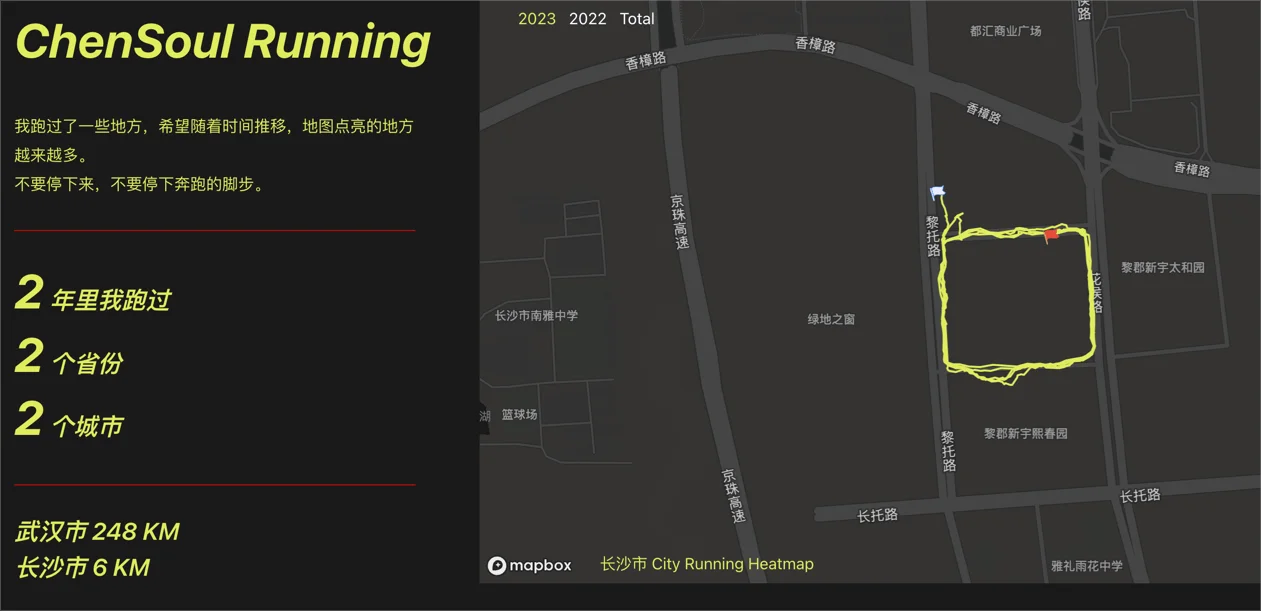 ChenSoul Running
我跑过了一些地方，希望随着时间推移，地图点亮的地方
越来越多。
不要停下来，不要停下奔跑的脚步。
2 年里我跑过
2 个省份
2 个城市
武汉市 248 KM
长沙市 6 KM
2023 2022 Total
都汇商业广场
香樟路
香樟路
香樟路
香樟路
京珠高速
黎托路
黎郡新宇太和园
花侯路
长沙市南雅中学
绿地之窗
湖
篮球场
黎郡新宇熙春园
黎托路
京珠高速
长托路
长托路
雅礼雨花中学
mapbox
长沙市 City Running Heatmap